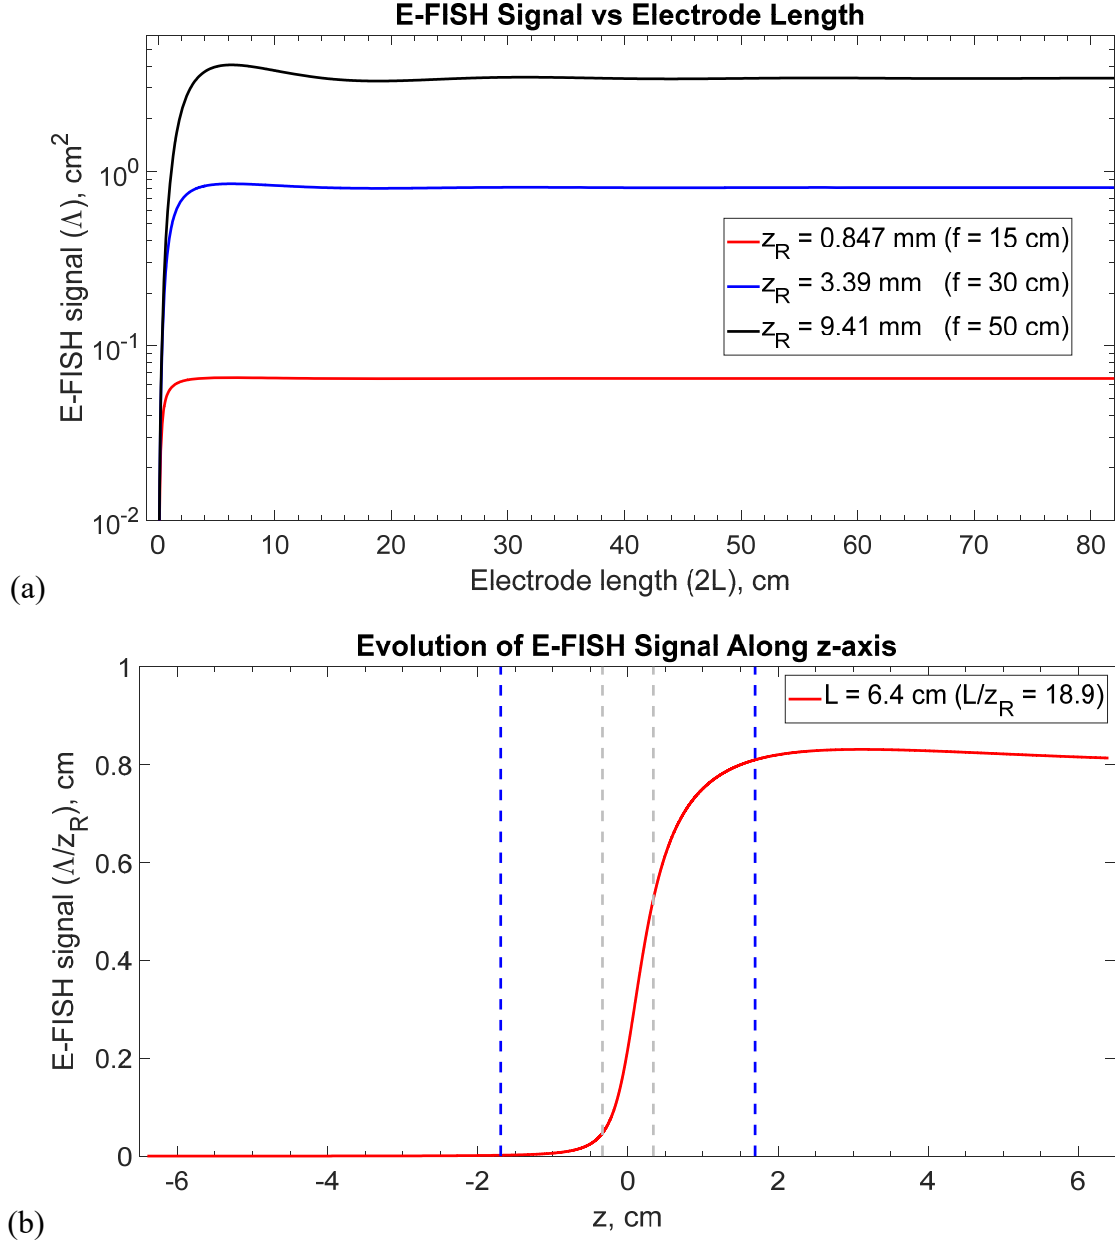 E-FISH Signal vs Electrode Length
E-FISH signal (Λ), cm²
10⁰
10⁻¹
10⁻²
z_R = 0.847 mm (f = 15 cm)
z_R = 3.39 mm (f = 30 cm)
z_R = 9.41 mm (f = 50 cm)
0 10 20 30 40 50 60 70 80
Electrode length (2L), cm
(a)
Evolution of E-FISH Signal Along z-axis
E-FISH signal (Λ/z_R), cm
1
0.8
0.6
0.4
0.2
0
L = 6.4 cm (L/z_R = 18.9)
-6 -4 -2 0 2 4 6
z, cm
(b)